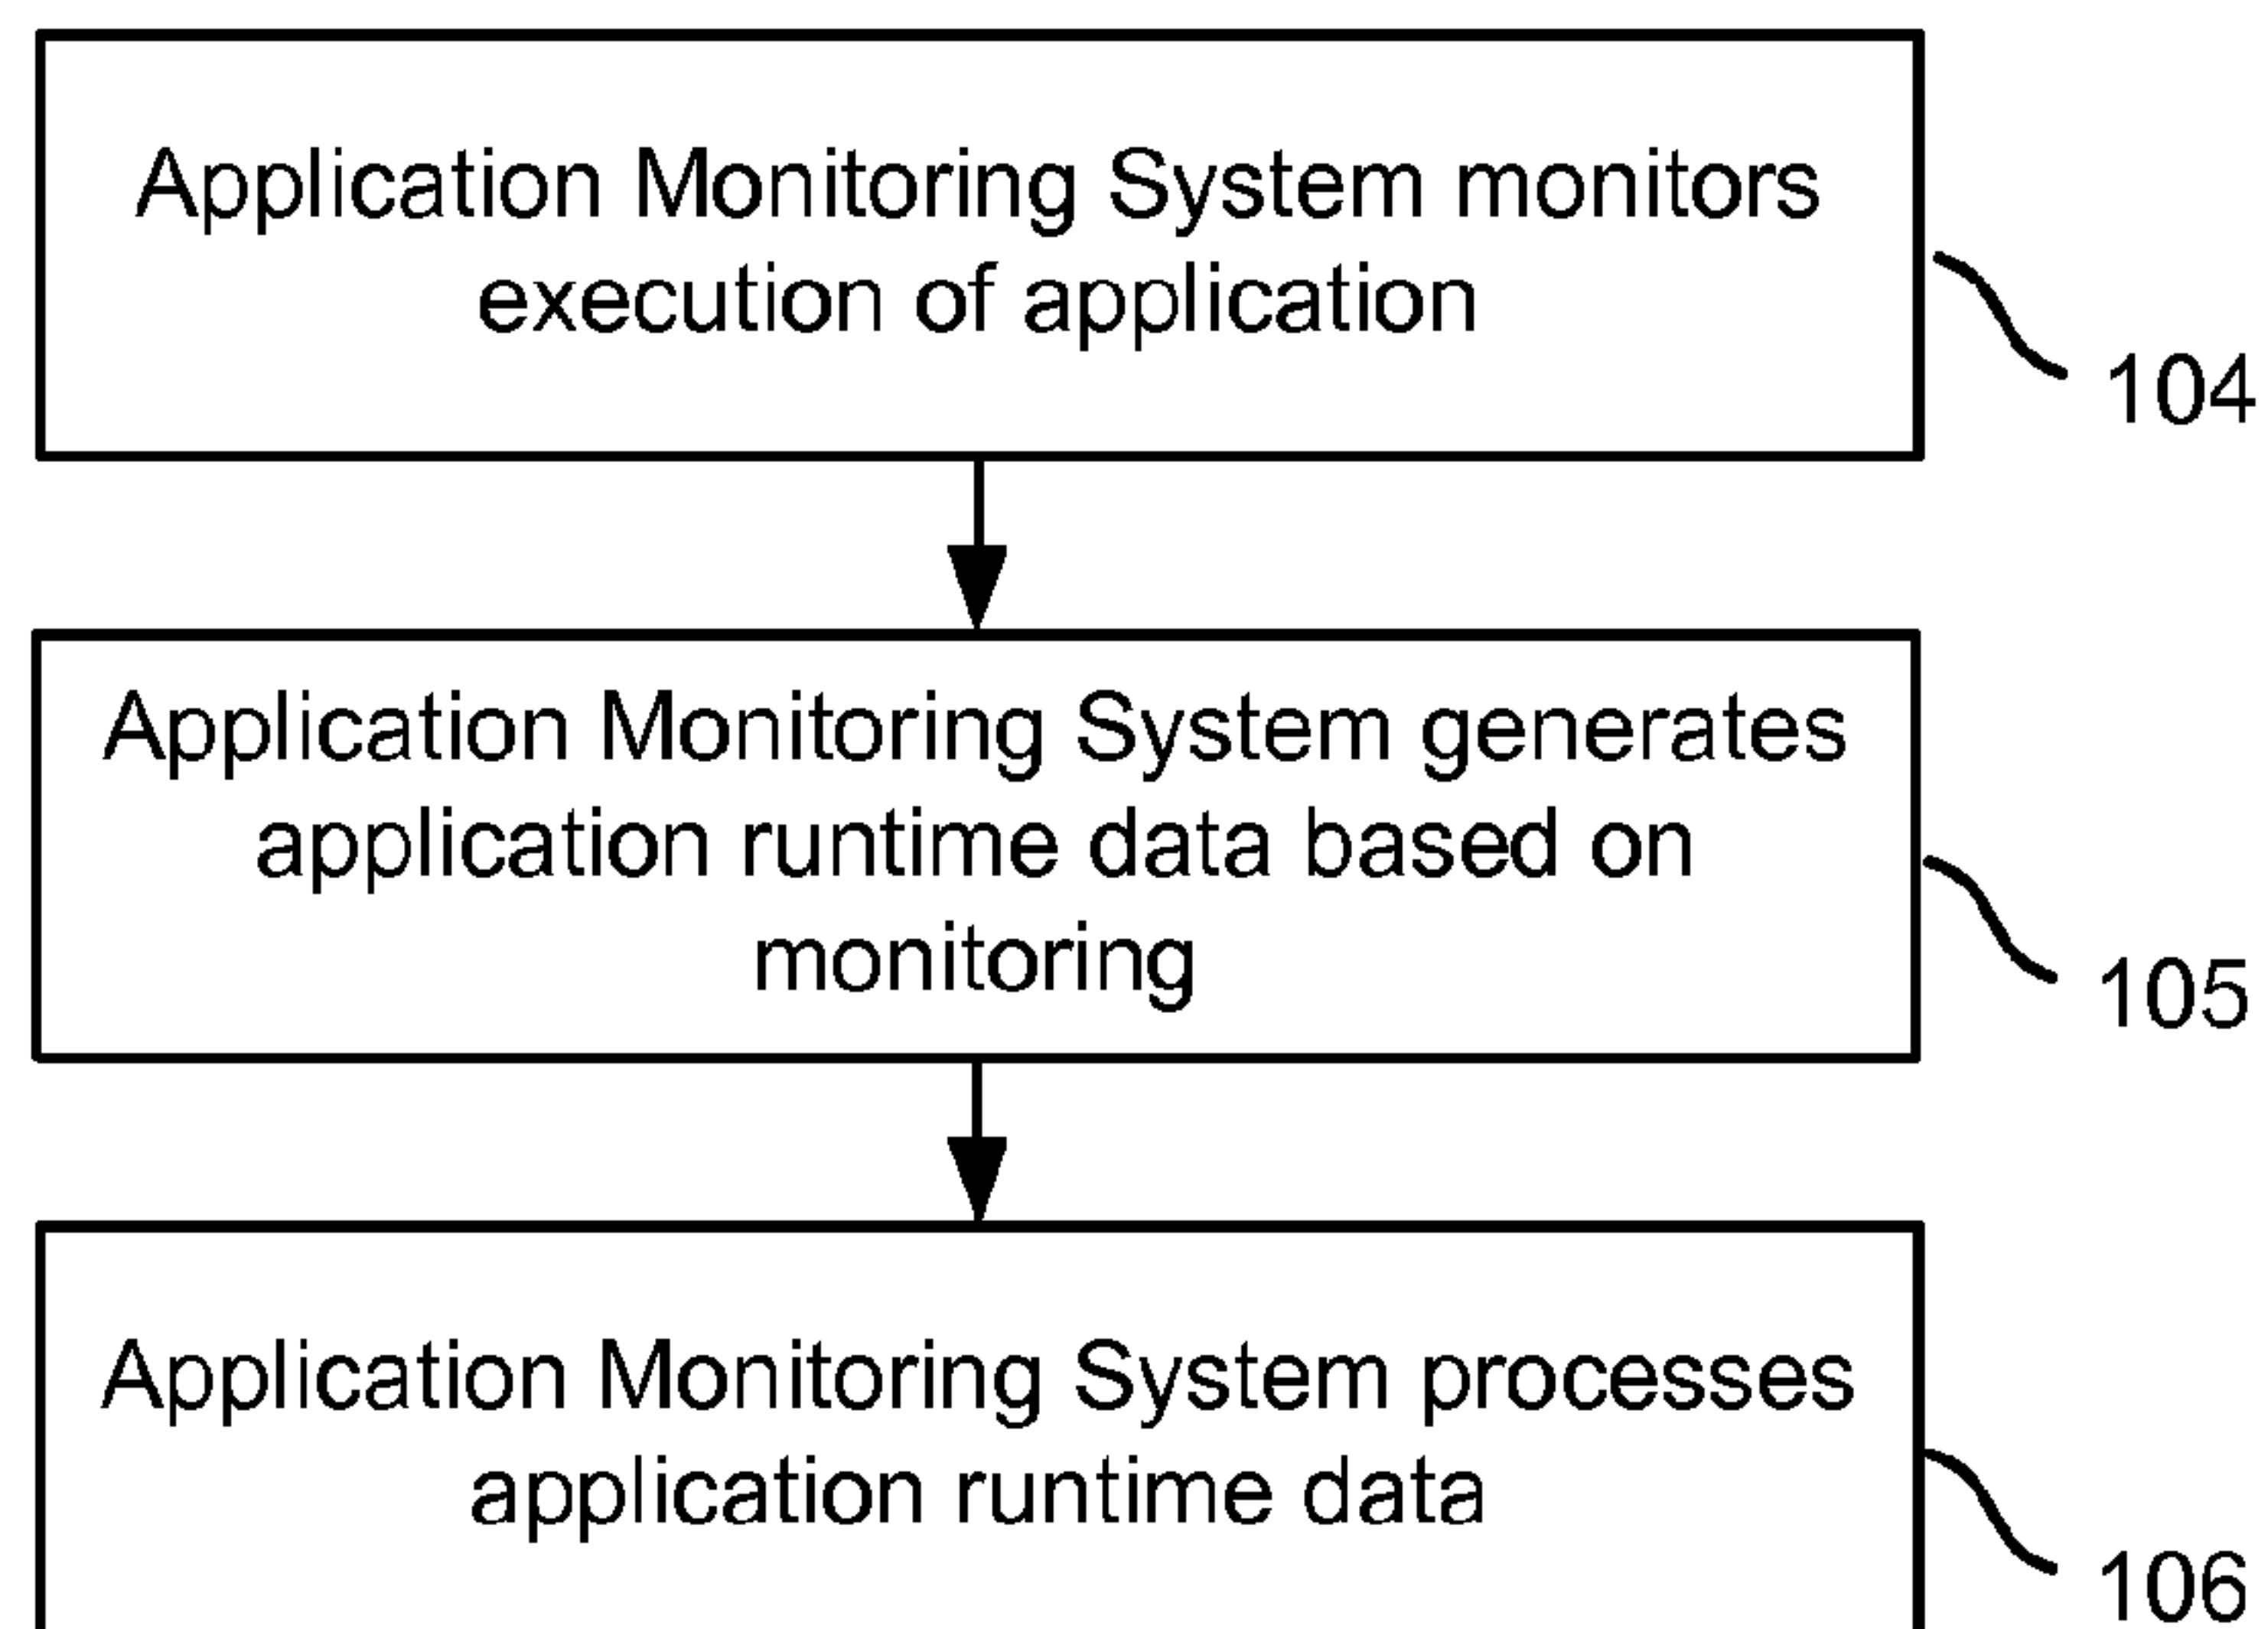 Application Monitoring System monitors
execution of application
104
Application Monitoring System generates
application runtime data based on
monitoring
105
Application Monitoring System processes
application runtime data
106